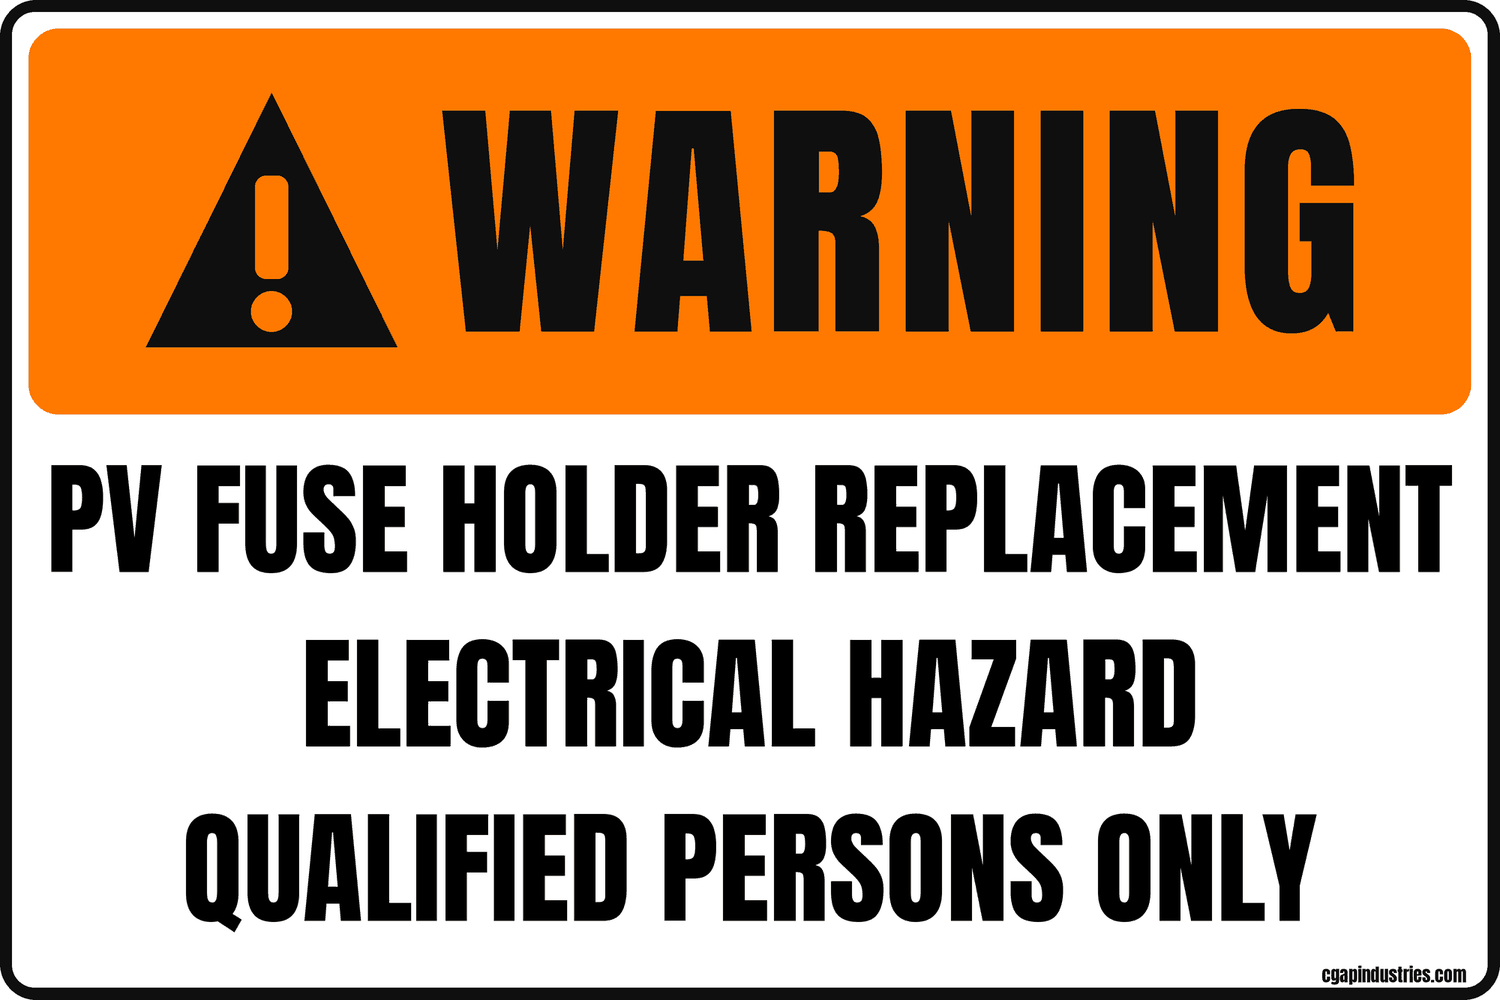 WARNING
PV FUSE HOLDER REPLACEMENT
ELECTRICAL HAZARD
QUALIFIED PERSONS ONLY
cgapindustries.com